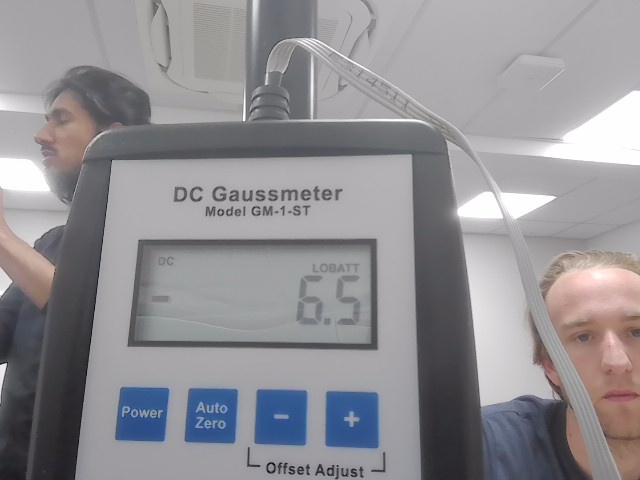 DC Gaussmeter
Model GM-1-ST
DC
LOBATT
- 6.5
Power
Auto
Zero
-
+
Offset Adjust